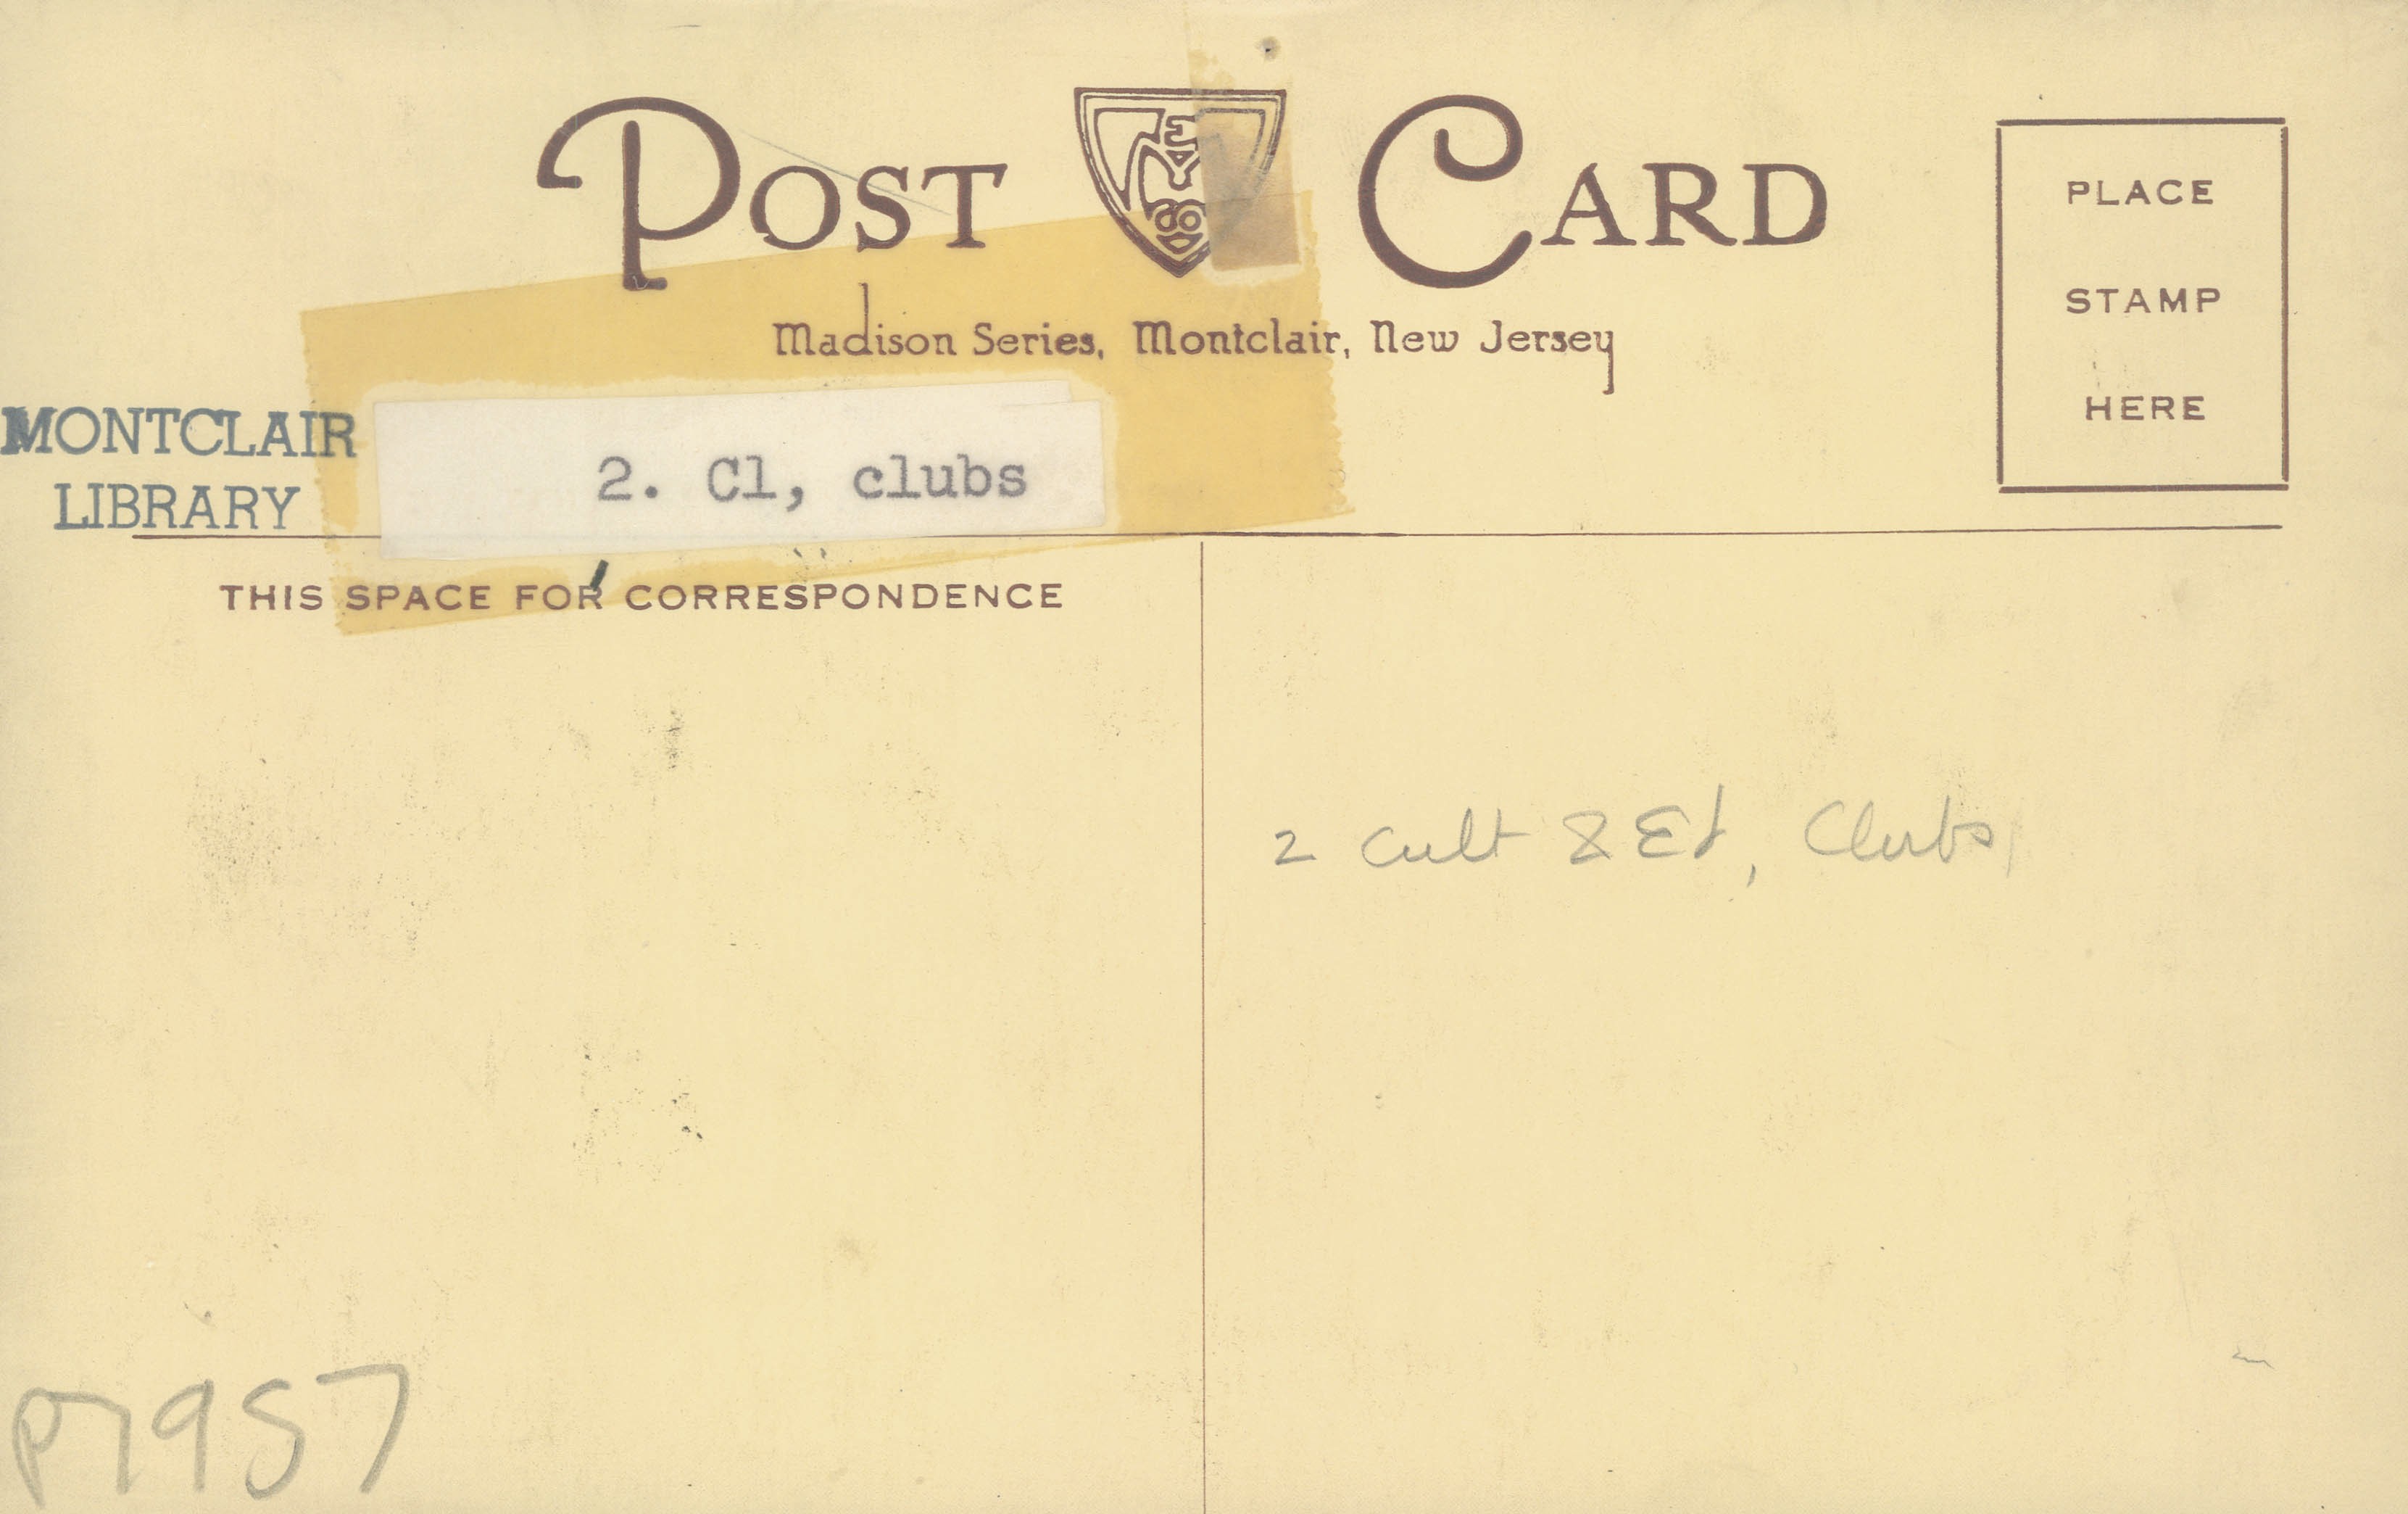 POST CARD
Madison Series, Montclair, New Jersey
PLACE
STAMP
HERE
MONTCLAIR
LIBRARY
2. Cl, clubs
THIS SPACE FOR CORRESPONDENCE
2 Cult & Ed, Clubs
P7957